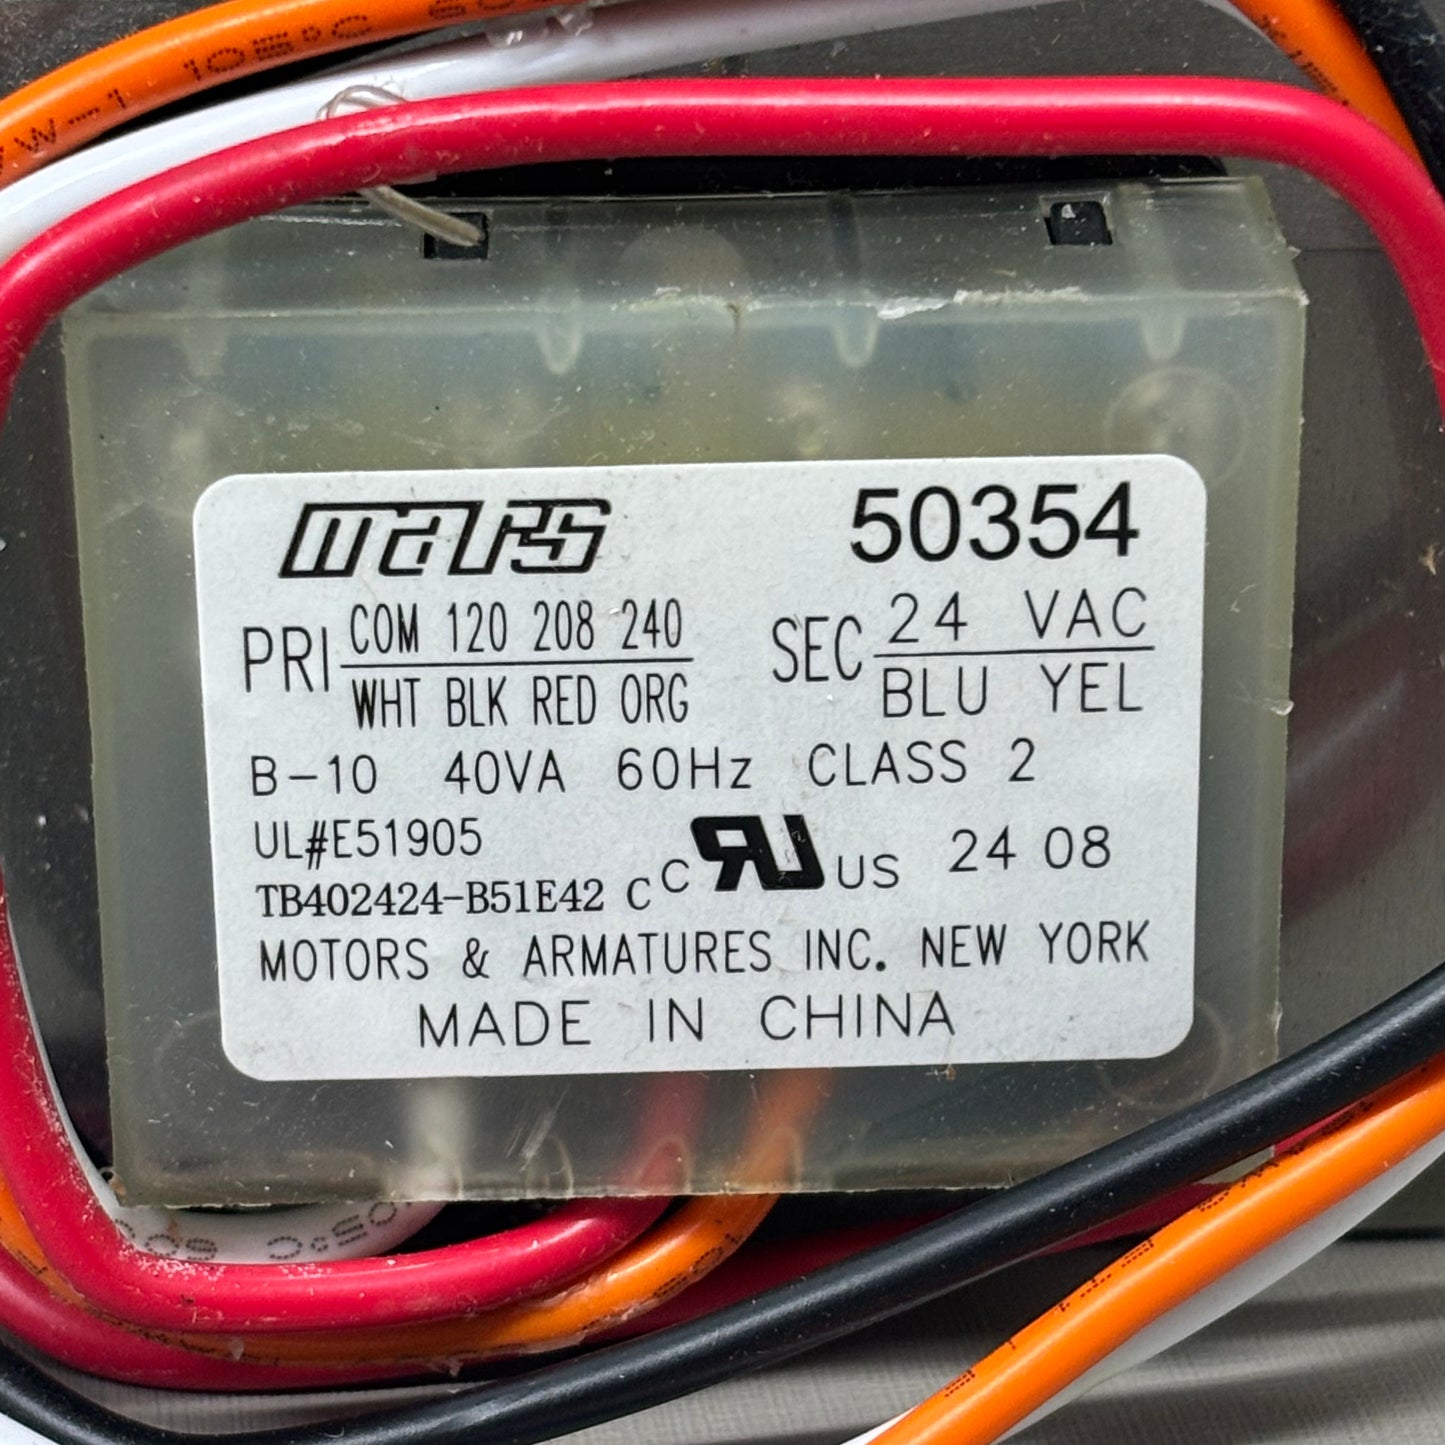 mars 50354
PRI COM 120 208 240 SEC 24 VAC
WHT BLK RED ORG BLU YEL
B-10 40VA 60Hz CLASS 2
UL#E51905
TB402424-B51E42 C C RU US 24 08
MOTORS & ARMATURES INC. NEW YORK
MADE IN CHINA